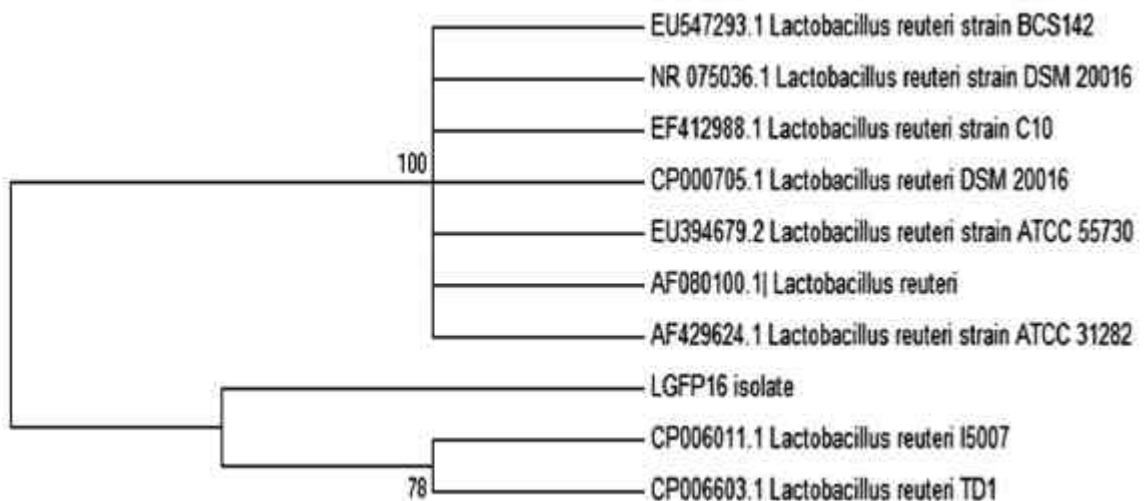 EU547293.1 Lactobacillus reuteri strain BCS142
NR 075036.1 Lactobacillus reuteri strain DSM 20016
EF412988.1 Lactobacillus reuteri strain C10
100
CP000705.1 Lactobacillus reuteri DSM 20016
EU394679.2 Lactobacillus reuteri strain ATCC 55730
AF080100.1| Lactobacillus reuteri
AF429624.1 Lactobacillus reuteri strain ATCC 31282
LGFP16 isolate
CP006011.1 Lactobacillus reuteri I5007
78
CP006603.1 Lactobacillus reuteri TD1